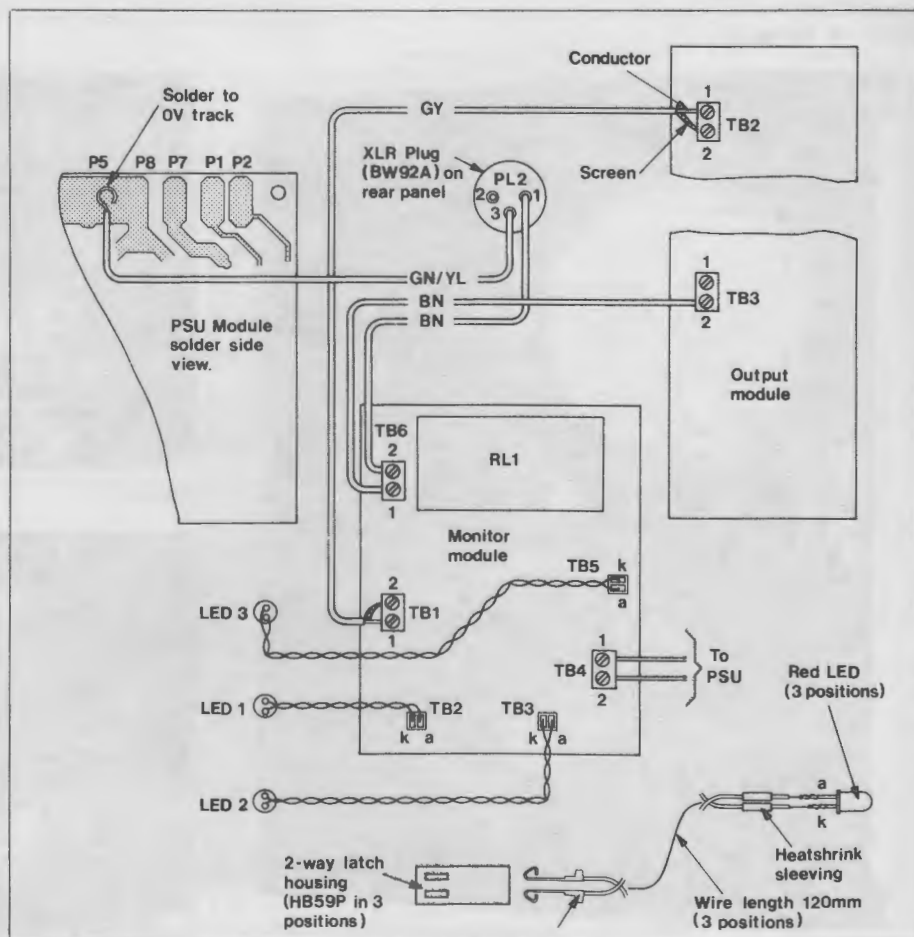 Conductor
1
TB2
2
Screen
GY
Solder to
0V track
P5 P8 P7 P1 P2
XLR Plug
(BW92A) on
rear panel
PL2
2
1
3
GN/YL
BN
BN
1
TB3
2
PSU Module
solder side
view.
Output
module
TB6
2
1
RL1
Monitor
module
TB5
k
a
2
TB1
1
LED 3
1
TB4
2
To
PSU
Red LED
(3 positions)
LED 1
TB2
k a
TB3
k a
LED 2
a
k
Heatshrink
sleeving
2-way latch
housing
(HB59P in 3
positions)
Wire length 120mm
(3 positions)